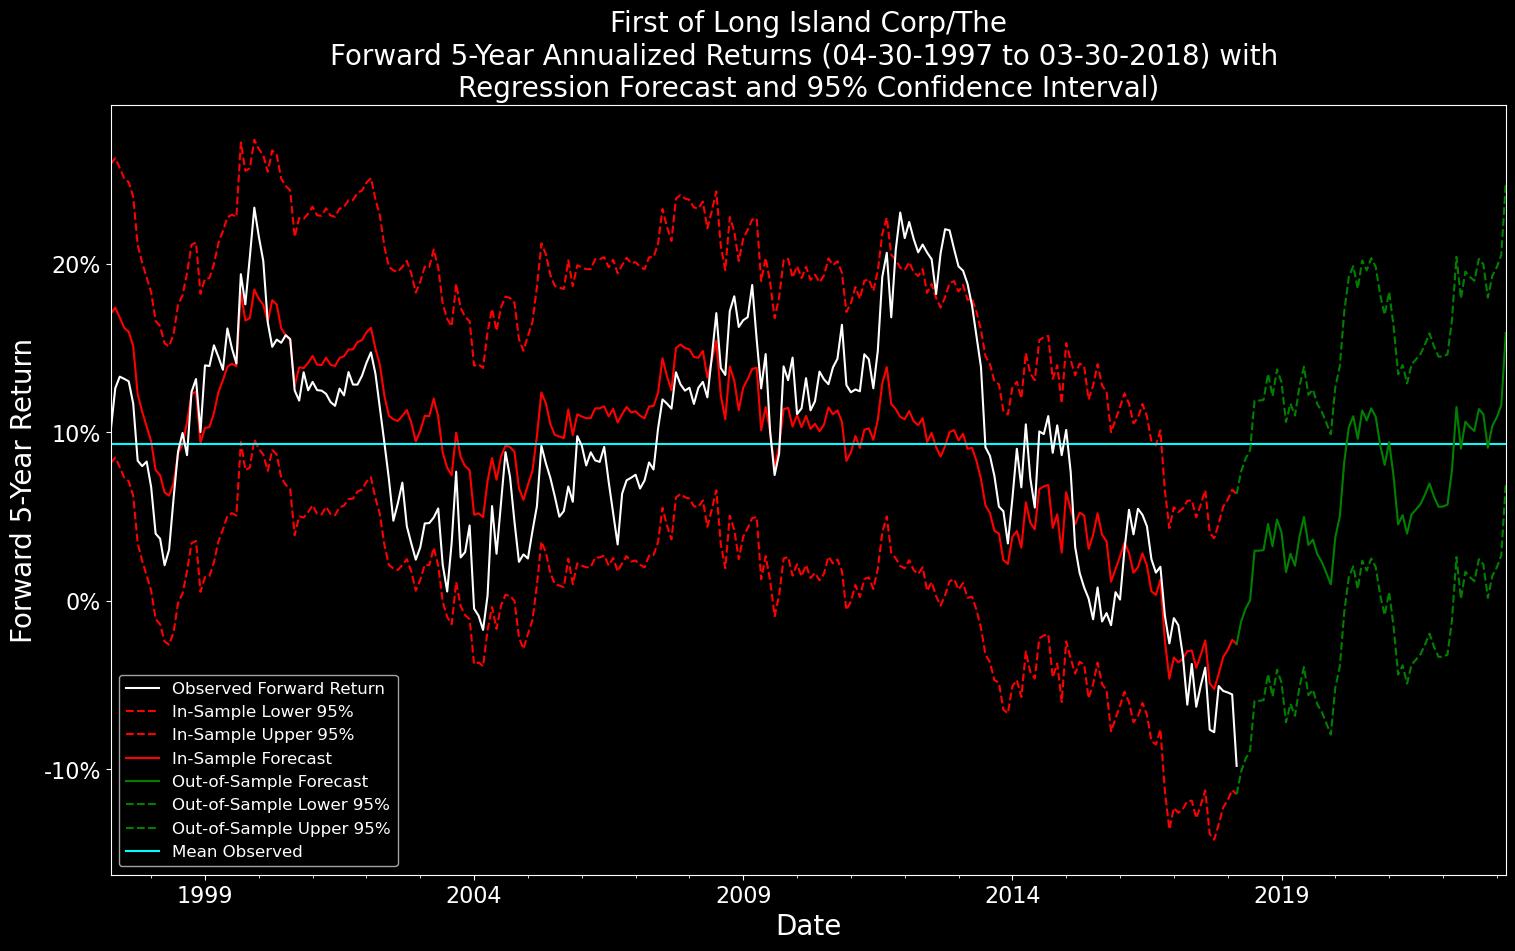 First of Long Island Corp/The
Forward 5-Year Annualized Returns (04-30-1997 to 03-30-2018) with
Regression Forecast and 95% Confidence Interval)
Forward 5-Year Return
20%
10%
0%
-10%
Observed Forward Return
In-Sample Lower 95%
In-Sample Upper 95%
In-Sample Forecast
Out-of-Sample Forecast
Out-of-Sample Lower 95%
Out-of-Sample Upper 95%
Mean Observed
1999
2004
2009
2014
2019
Date